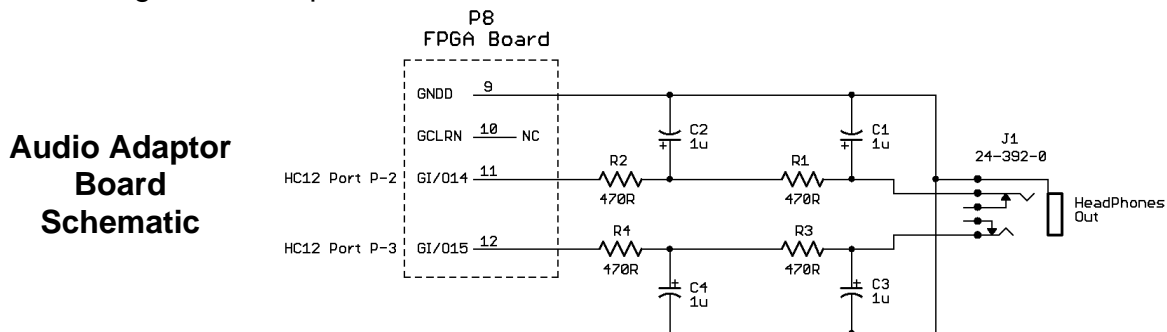 P8
FPGA Board
GNDD 9
GCLRN 10 NC
HC12 Port P-2 GI/O14 11
HC12 Port P-3 GI/O15 12
C2
1u
C1
1u
R2
470R
R1
470R
R4
470R
R3
470R
C4
1u
C3
1u
J1
24-392-0
HeadPhones
Out
Audio Adaptor
Board
Schematic